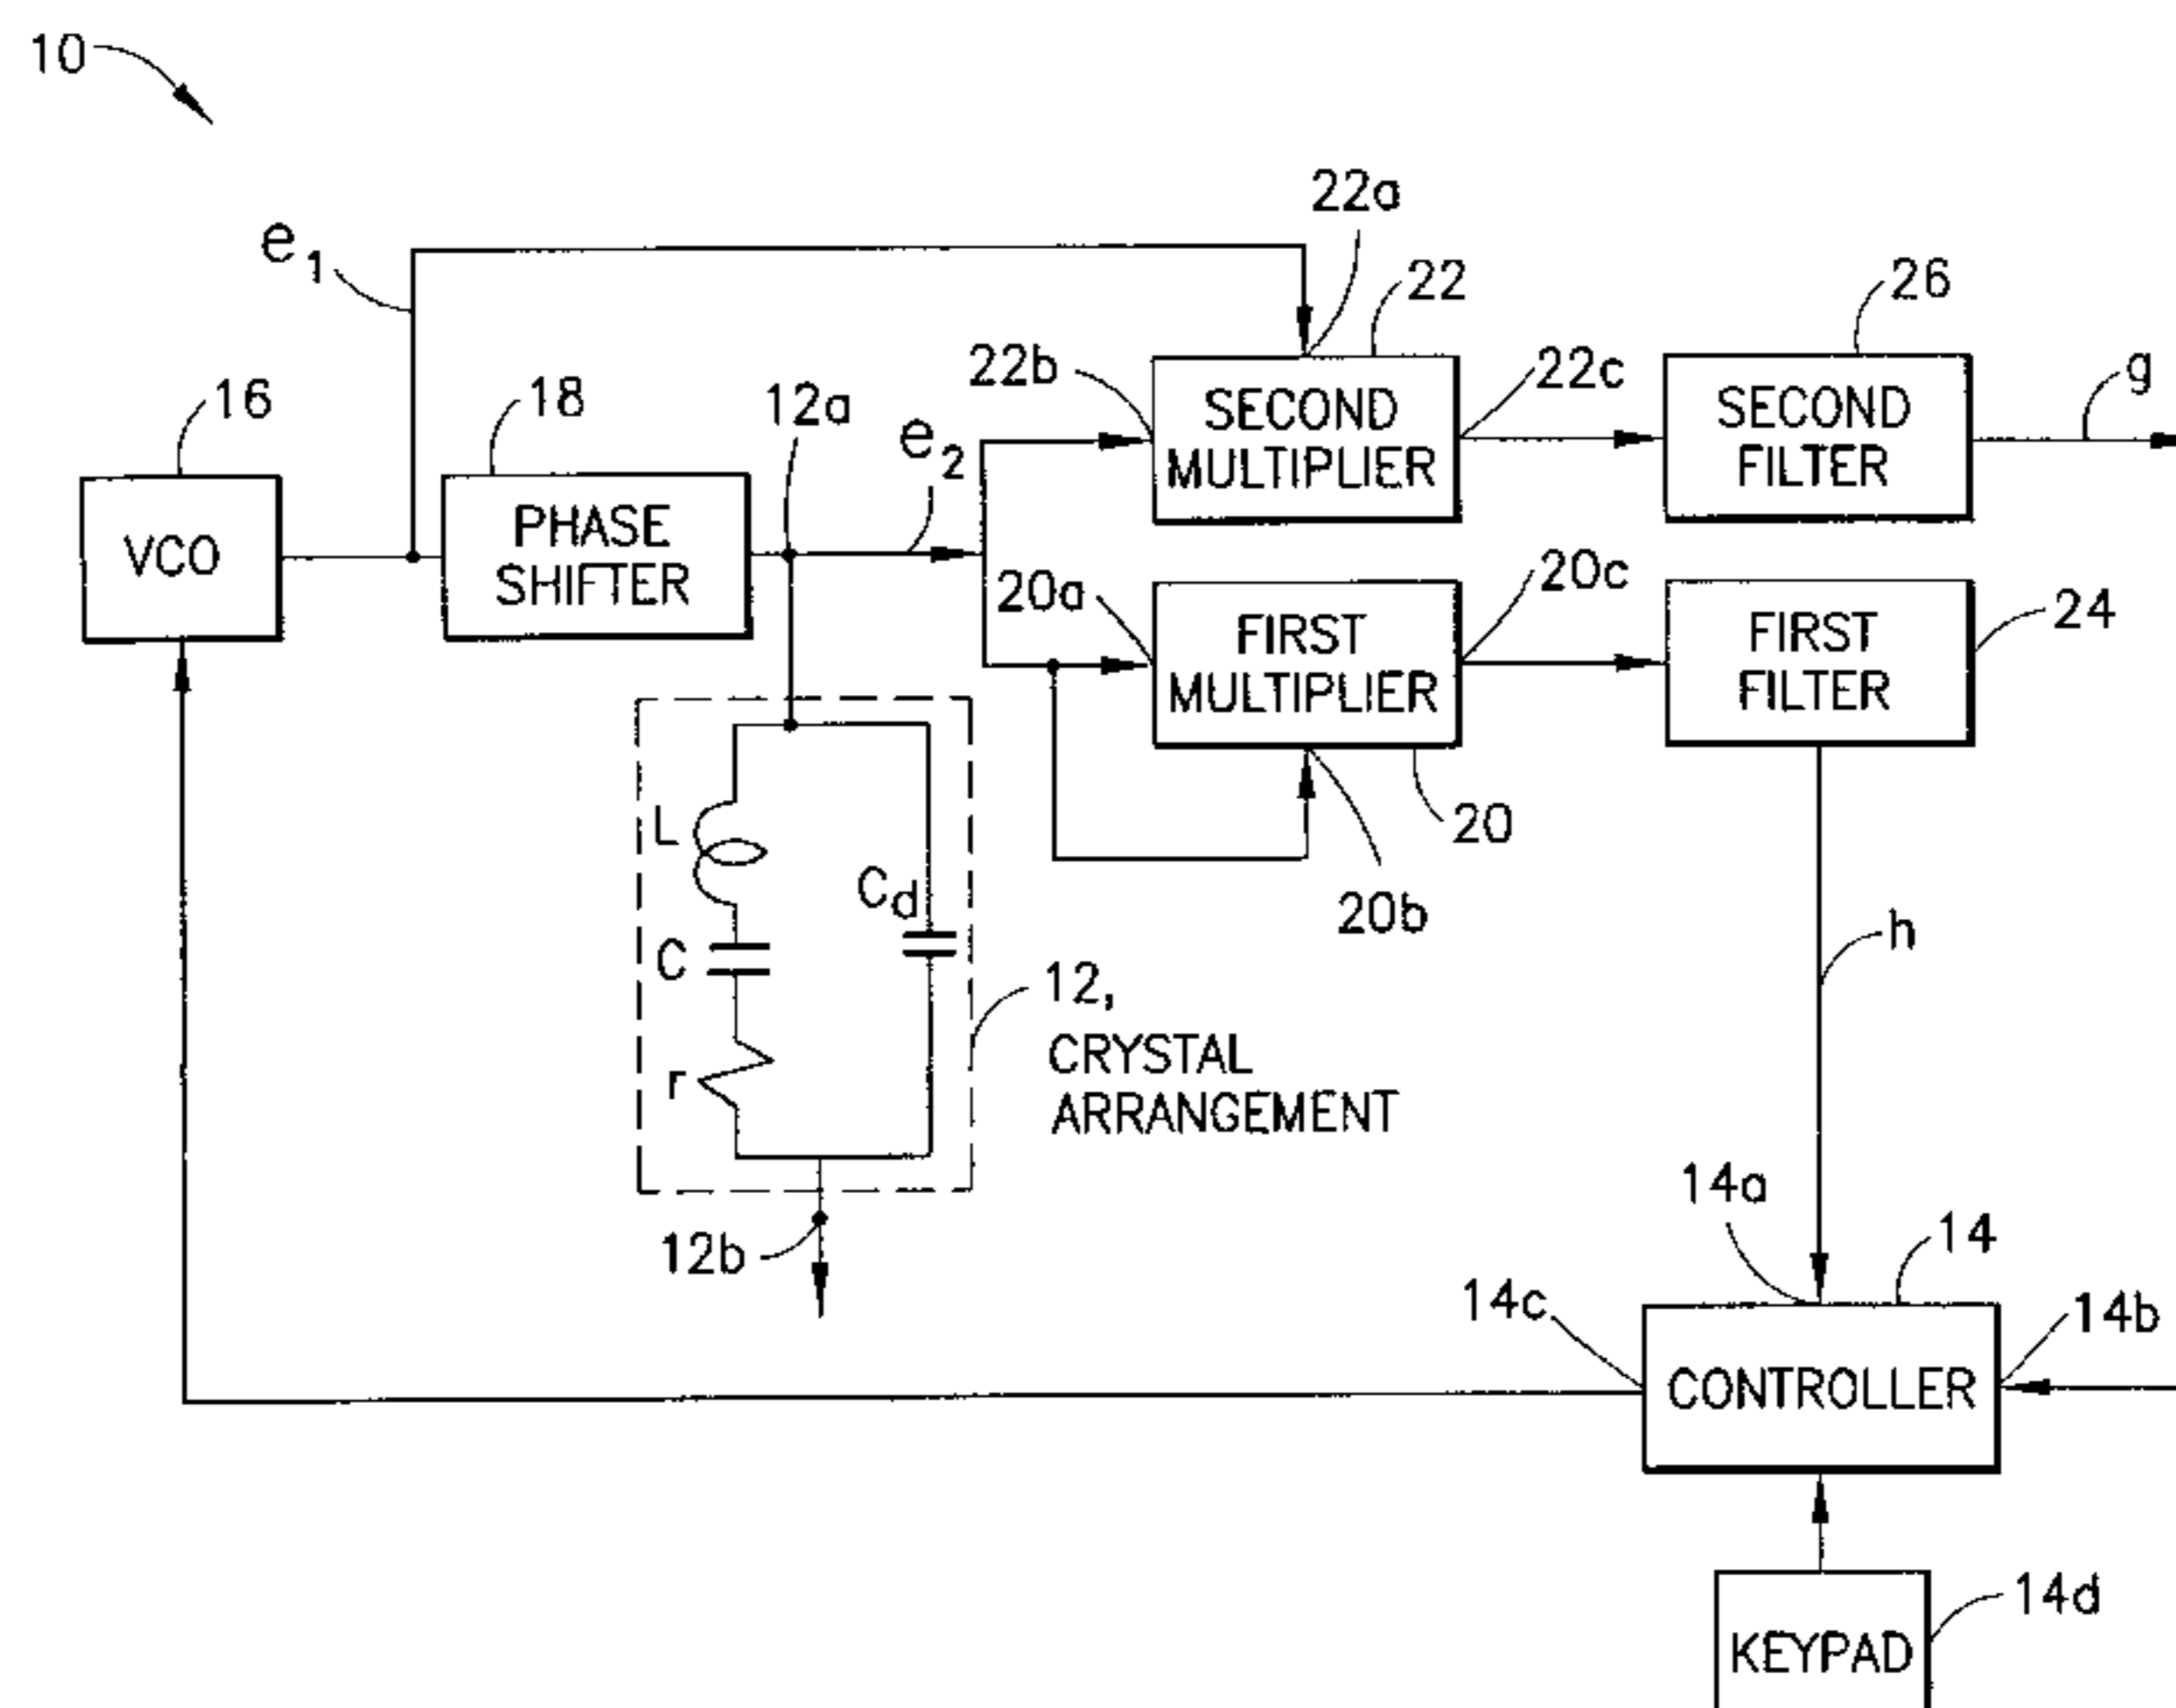 10
e1
22a
22
26
22b
22c
g
16
18
12a
e2
SECOND
MULTIPLIER
SECOND
FILTER
VCO
PHASE
SHIFTER
20a
20c
24
FIRST
MULTIPLIER
FIRST
FILTER
L
Cd
20
20b
h
C
12,
CRYSTAL
ARRANGEMENT
r
12b
14a
14
14c
14b
CONTROLLER
14d
KEYPAD